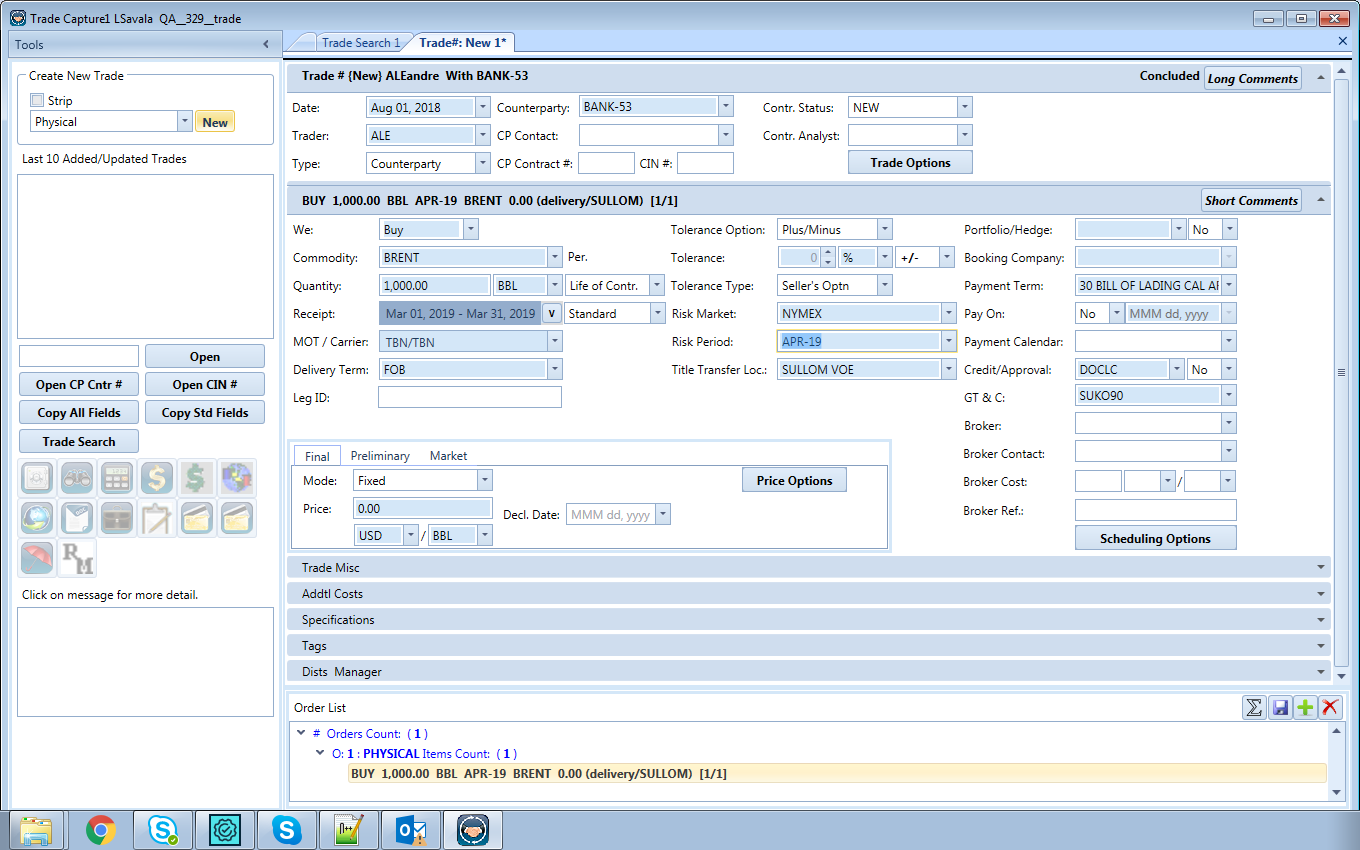 Trade Capture1 LSavala QA__329__trade
Tools
Trade Search 1
Trade#: New 1*
Create New Trade
Strip
Physical
New
Last 10 Added/Updated Trades
Open
Open CP Cntr #
Open CIN #
Copy All Fields
Copy Std Fields
Trade Search
RM
Click on message for more detail.
Trade # {New} ALEandre With BANK-53
Concluded
Long Comments
Date: Aug 01, 2018 Counterparty: BANK-53 Contr. Status: NEW
Trader: ALE CP Contact: Contr. Analyst:
Type: Counterparty CP Contract #: CIN #: Trade Options
BUY 1,000.00 BBL APR-19 BRENT 0.00 (delivery/SULLOM) [1/1]
Short Comments
We: Buy Tolerance Option: Plus/Minus Portfolio/Hedge: No
Commodity: BRENT Per. Tolerance: 0 % +/- Booking Company:
Quantity: 1,000.00 BBL Life of Contr. Tolerance Type: Seller's Optn Payment Term: 30 BILL OF LADING CAL AF
Receipt: Mar 01, 2019 - Mar 31, 2019 v Standard Risk Market: NYMEX Pay On: No MMM dd, yyyy
MOT / Carrier: TBN/TBN Risk Period: APR-19 Payment Calendar:
Delivery Term: FOB Title Transfer Loc.: SULLOM VOE Credit/Approval: DOCLC No
Leg ID: GT & C: SUKO90
Broker:
Broker Contact:
Broker Cost: /
Broker Ref.:
Scheduling Options
Final Preliminary Market
Mode: Fixed Price Options
Price: 0.00 Decl. Date: MMM dd, yyyy
USD / BBL
Trade Misc
Addtl Costs
Specifications
Tags
Dists Manager
Order List
# Orders Count: ( 1 )
O: 1 : PHYSICAL Items Count: ( 1 )
BUY 1,000.00 BBL APR-19 BRENT 0.00 (delivery/SULLOM) [1/1]